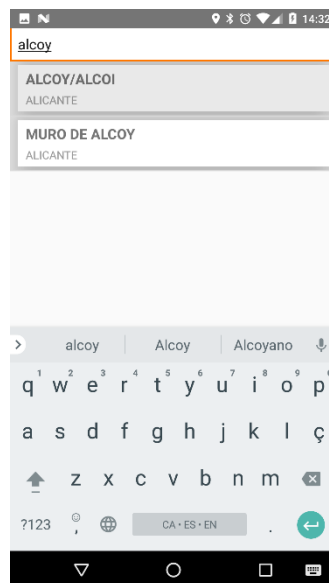 14:32
alcoy
ALCOY/ALCOI
ALICANTE
MURO DE ALCOY
ALICANTE
alcoy Alcoy Alcoyano
1 2 3 4 5 6 7 8 9
q w e r t y u i o p
a s d f g h j k l ç
z x c v b n m
?123 , CA • ES • EN .